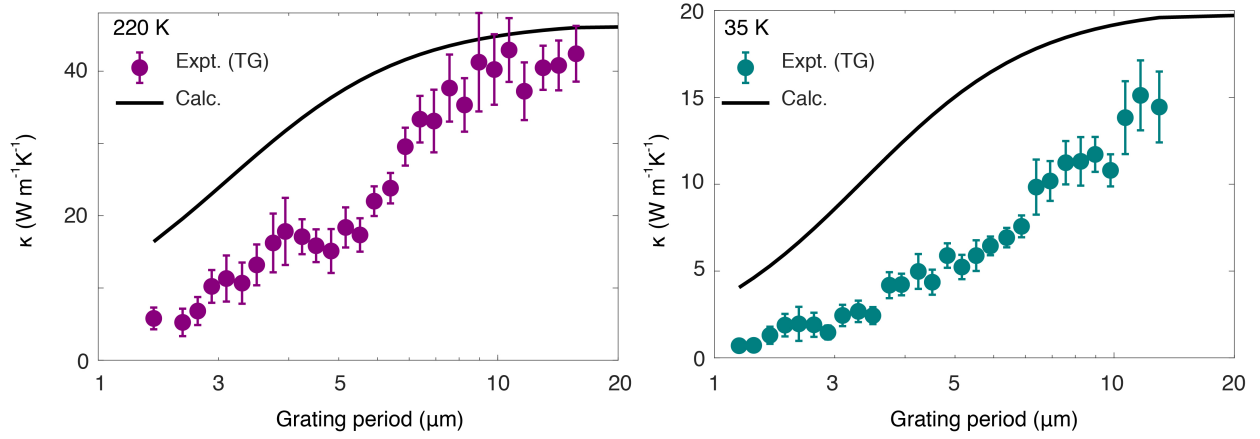 220 K
Expt. (TG)
Calc.
40
20
0
κ (W m⁻¹K⁻¹)
1
3
5
10
20
Grating period (μm)
35 K
Expt. (TG)
Calc.
20
15
10
5
0
κ (W m⁻¹K⁻¹)
1
3
5
10
20
Grating period (μm)